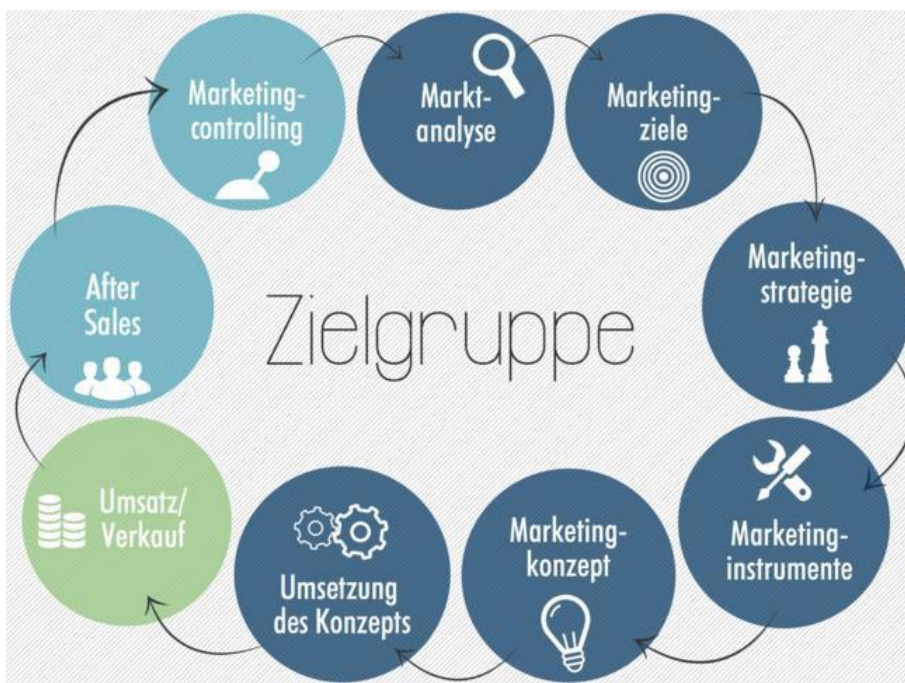 Marketing-
controlling
Markt-
analyse
Marketing-
ziele
Marketing-
strategie
Marketing-
instrumente
Marketing-
konzept
Umsetzung
des Konzepts
Umsatz/
Verkauf
After
Sales
Zielgruppe